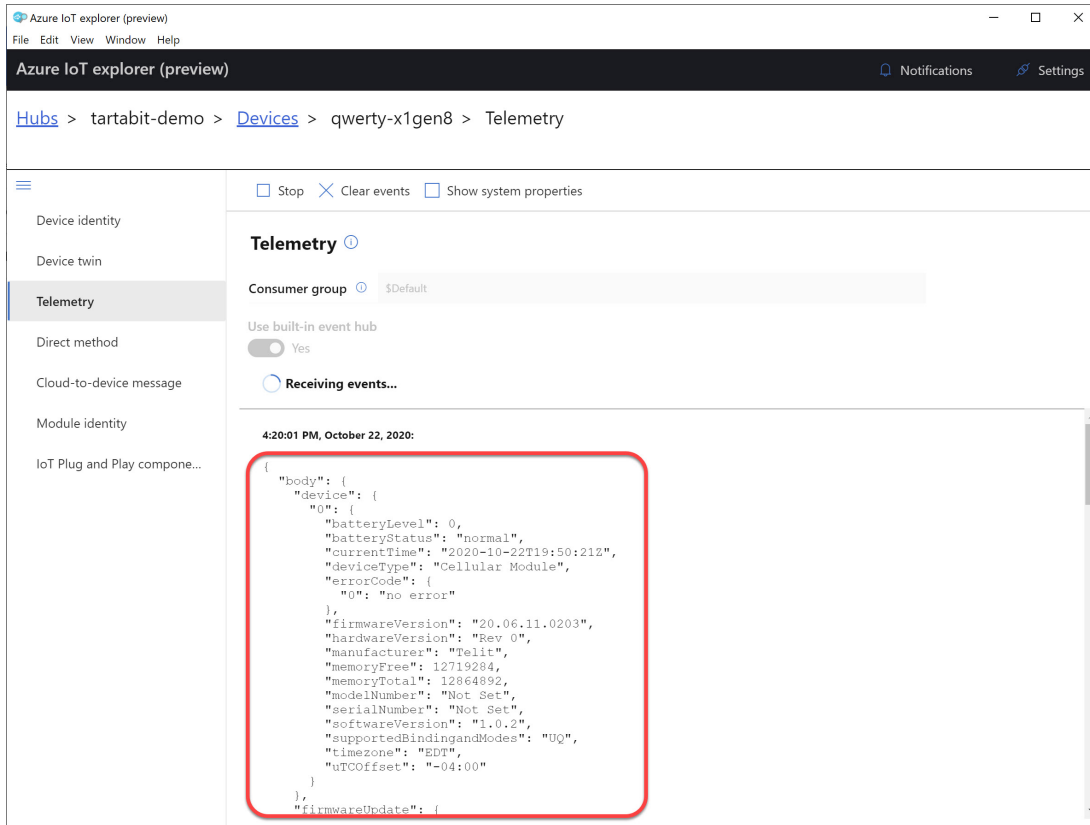 Azure IoT explorer (preview)
File Edit View Window Help
Azure IoT explorer (preview)
Notifications
Settings
Hubs > tartabit-demo > Devices > qwerty-x1gen8 > Telemetry
Stop Clear events Show system properties
Device identity
Device twin
Telemetry
Direct method
Cloud-to-device message
Module identity
IoT Plug and Play compone...
Telemetry
Consumer group $Default
Use built-in event hub
Yes
Receiving events...
4:20:01 PM, October 22, 2020:
{
"body": {
"device": {
"0": {
"batteryLevel": 0,
"batteryStatus": "normal",
"currentTime": "2020-10-22T19:50:21Z",
"deviceType": "Cellular Module",
"errorCode": {
"0": "no error"
},
"firmwareVersion": "20.06.11.0203",
"hardwareVersion": "Rev 0",
"manufacturer": "Telit",
"memoryFree": 12719284,
"memoryTotal": 12864892,
"modelNumber": "Not Set",
"serialNumber": "Not Set",
"softwareVersion": "1.0.2",
"supportedBindingandModes": "UQ",
"timezone": "EDT",
"uTCOffset": "-04:00"
}
},
"firmwareUpdate": {